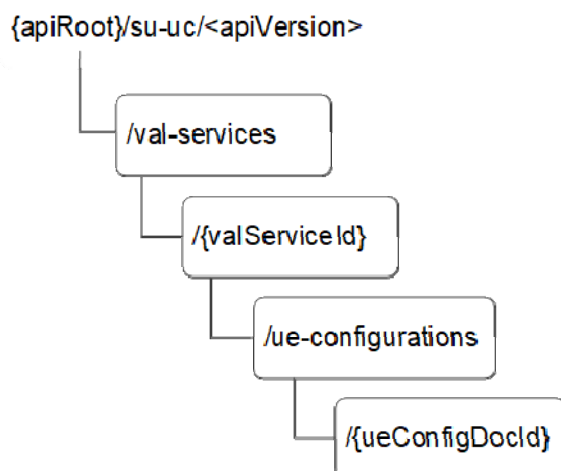 {apiRoot}/su-uc/<apiVersion>
/val-services
/{valServiceId}
/ue-configurations
/{ueConfigDocId}